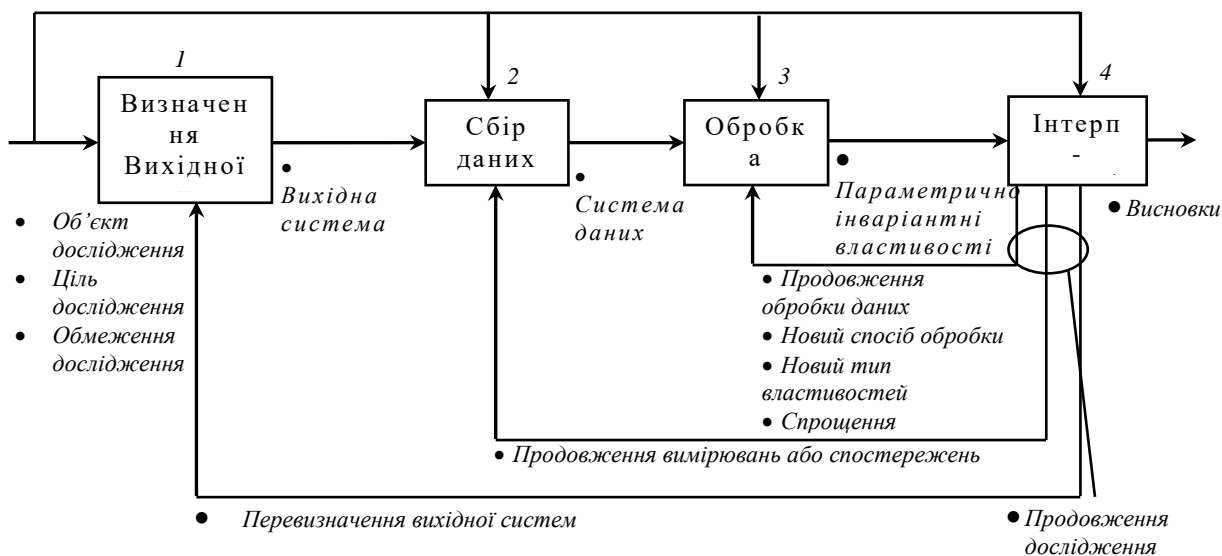 1
2
3
4
Визначен
ня
Вихідної
Сбір
даних
Обробк
а
Інтерп
-
• Вихідна
система
• Система
даних
• Параметрично
інваріантні
властивості
• Висновки
• Об’єкт
дослідження
• Ціль
дослідження
• Обмеження
дослідження
• Продовження
обробки даних
• Новий спосіб обробки
• Новий тип
властивостей
• Спрощення
• Продовження вимірювань або спостережень
• Перевизначення вихідної систем
• Продовження
дослідження